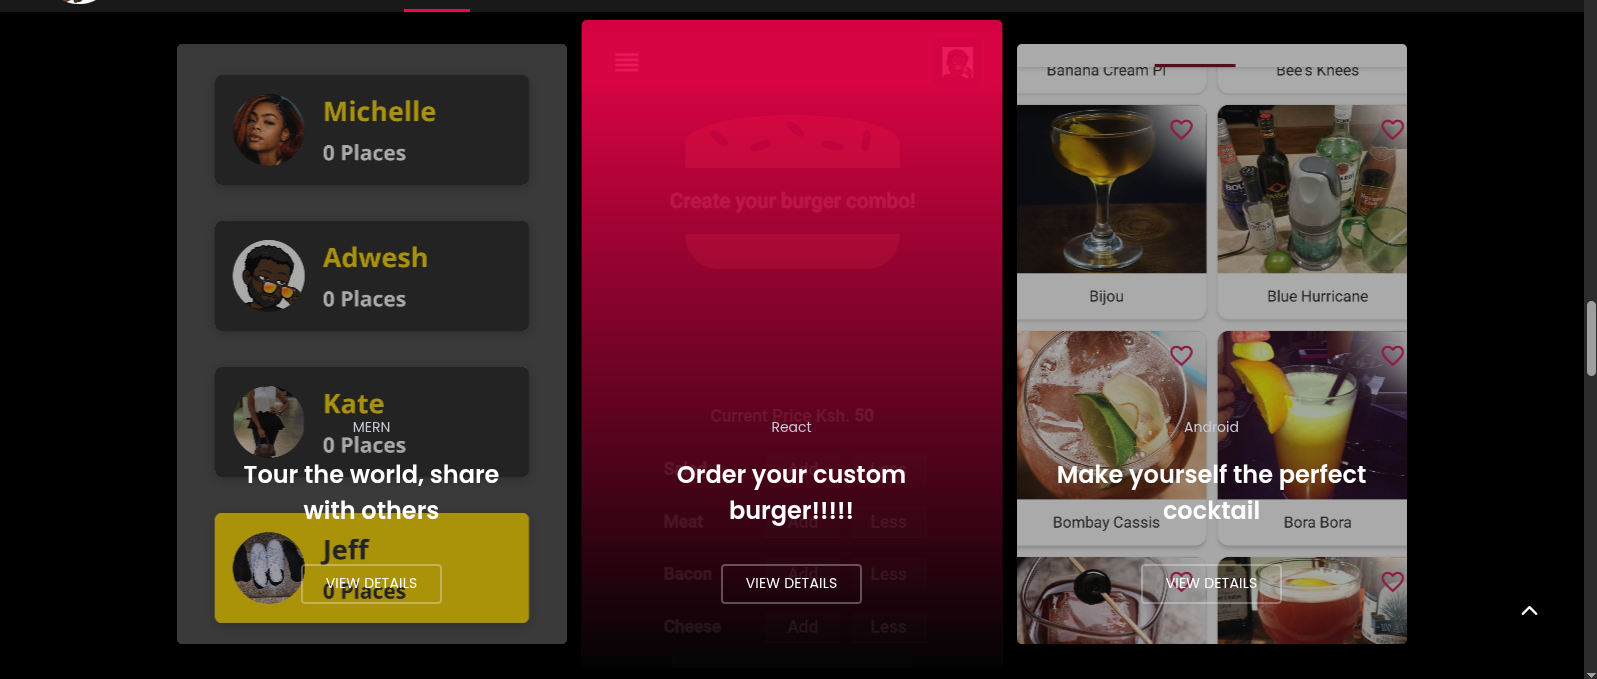 Michelle
0 Places
Adwesh
0 Places
Kate
0 Places
MERN
Tour the world, share
with others
Jeff
0 Places
VIEW DETAILS
Create your burger combo!
Current Price Ksh. 50
React
Order your custom
burger!!!!!
Meat Add Less
Bacon Add Less
VIEW DETAILS
Cheese Add Less
Banana Cream Pi
Bee's Knees
Bijou
Blue Hurricane
Android
Make yourself the perfect
cocktail
Bombay Cassis
Bora Bora
VIEW DETAILS